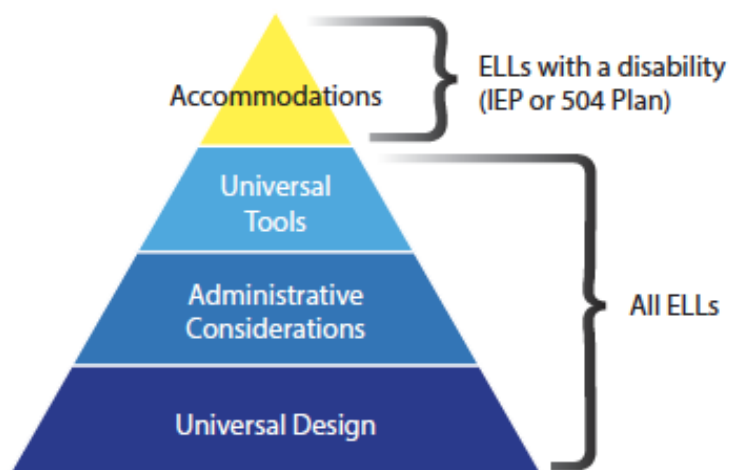 Accommodations
ELLs with a disability
(IEP or 504 Plan)
Universal
Tools
Administrative
Considerations
All ELLs
Universal Design